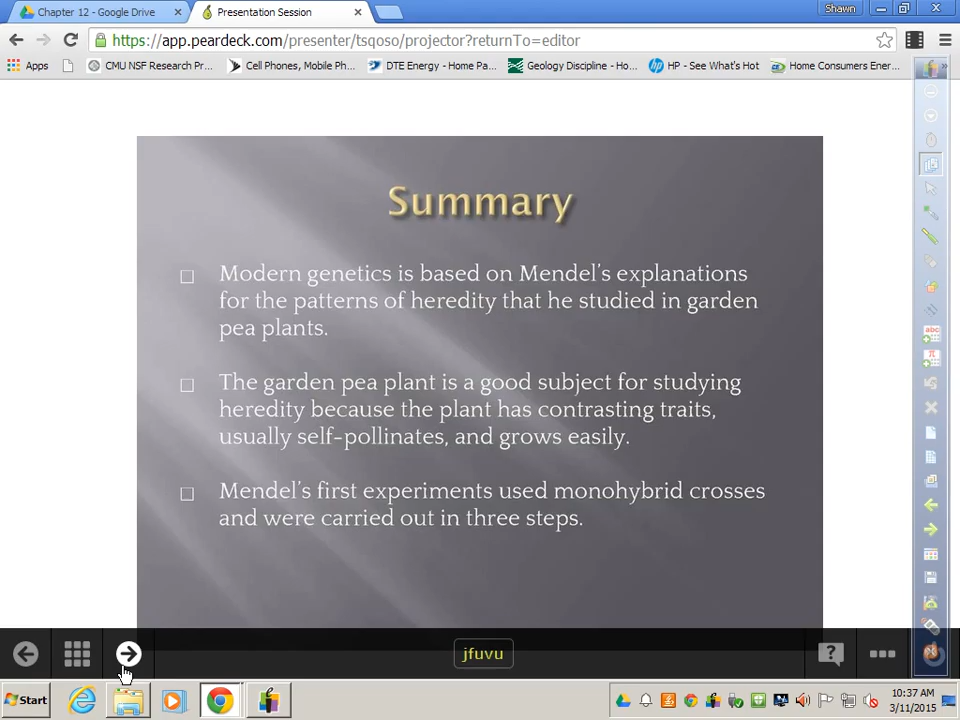 Chapter 12 - Google Drive
Presentation Session
Shawn
https://app.peardeck.com/presenter/tsqoso/projector?returnTo=editor
Apps
CMU NSF Research Pr...
Cell Phones, Mobile Ph...
DTE Energy - Home Pa...
Geology Discipline - Ho...
HP - See What's Hot
Home Consumers Ener...
Summary
Modern genetics is based on Mendel's explanations
for the patterns of heredity that he studied in garden
pea plants.
The garden pea plant is a good subject for studying
heredity because the plant has contrasting traits,
usually self-pollinates, and grows easily.
Mendel's first experiments used monohybrid crosses
and were carried out in three steps.
abc
π
jfuvu
?
Start
10:37 AM
3/11/2015